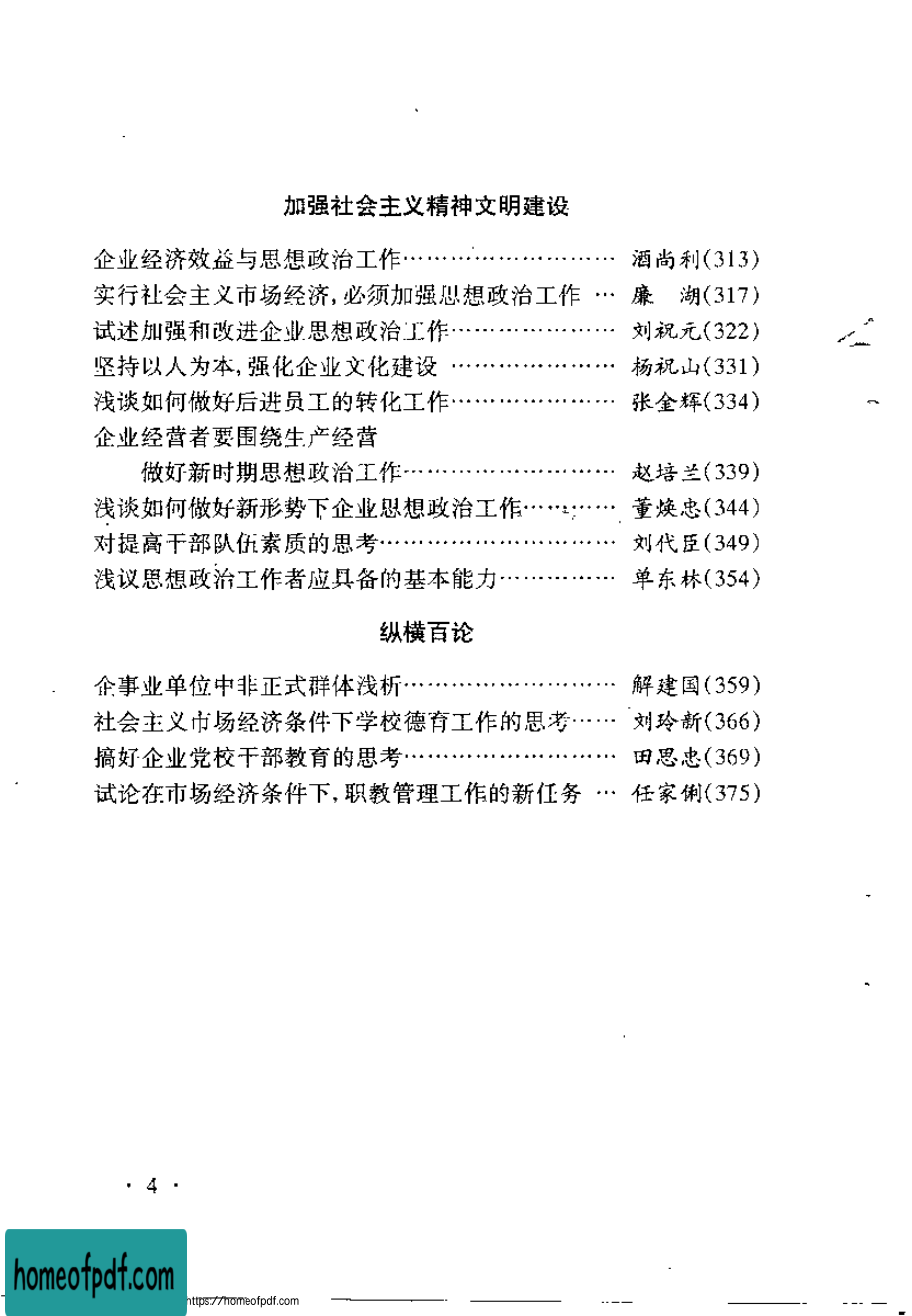 加强社会主义精神文明建设
企业经济效益与思想政治工作……………………… 酒尚利(313)
实行社会主义市场经济,必须加强思想政治工作 … 廉　湖(317)
试述加强和改进企业思想政治工作………………… 刘祝元(322)
坚持以人为本,强化企业文化建设 ………………… 杨祝山(331)
浅谈如何做好后进员工的转化工作………………… 张金辉(334)
企业经营者要围绕生产经营
做好新时期思想政治工作……………………… 赵培兰(339)
浅谈如何做好新形势下企业思想政治工作………… 董焕忠(344)
对提高干部队伍素质的思考………………………… 刘代臣(349)
浅议思想政治工作者应具备的基本能力…………… 单东林(354)
纵横百论
企事业单位中非正式群体浅析……………………… 解建国(359)
社会主义市场经济条件下学校德育工作的思考…… 刘玲新(366)
搞好企业党校干部教育的思考……………………… 田思忠(369)
试论在市场经济条件下,职教管理工作的新任务 … 任家俐(375)
· 4 ·
homeofpdf.com
https://homeofpdf.com